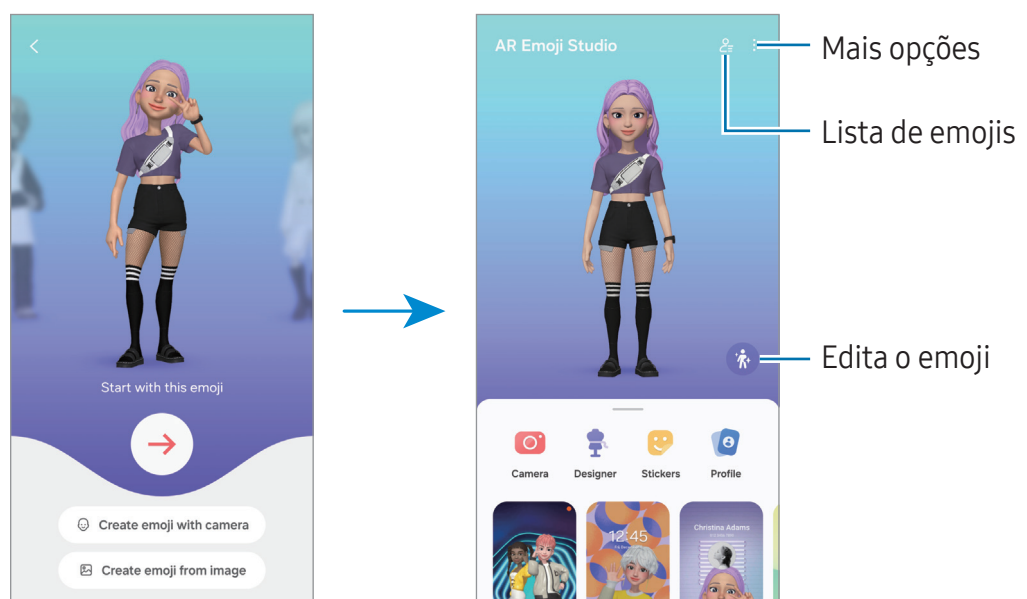 Start with this emoji
Create emoji with camera
Create emoji from image
AR Emoji Studio
Mais opções
Lista de emojis
Edita o emoji
Camera
Designer
Stickers
Profile
12:45
Christina Adams